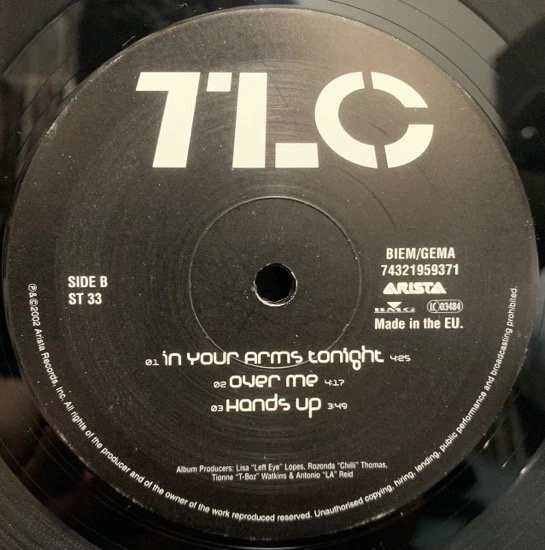 TLC
BIEM/GEMA
74321959371
ARISTA
BMG LC 03484
Made in the EU.
SIDE B
ST 33
01 in your arms tonight 4:25
02 over me 4:17
03 Hands up 3:49
Album Producers: Lisa "Left Eye" Lopes, Rozonda "Chilli" Thomas,
Tionne "T-Boz" Watkins & Antonio "LA" Reid
℗&©2002 Arista Records, Inc. All rights of the producer and of the owner of the work reproduced reserved. Unauthorised copying, hiring, lending, public performance and broadcasting prohibited.